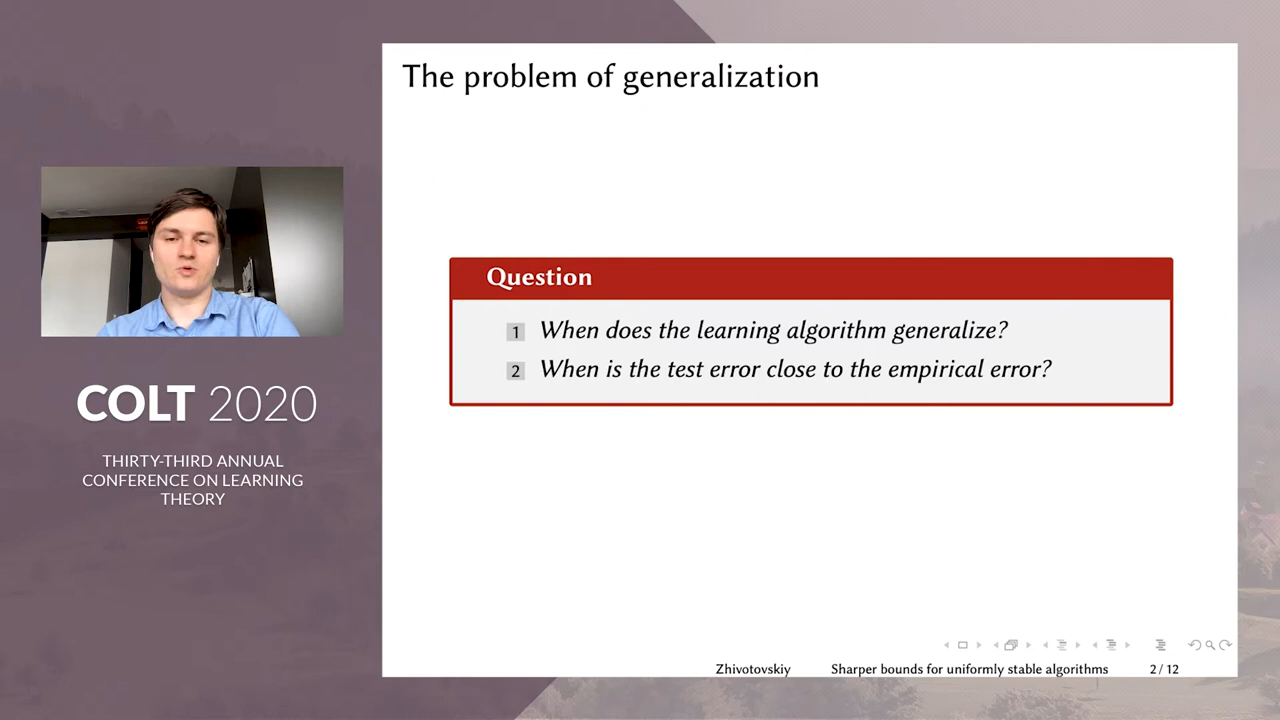 The problem of generalization
Question
1 When does the learning algorithm generalize?
2 When is the test error close to the empirical error?
COLT 2020
THIRTY-THIRD ANNUAL
CONFERENCE ON LEARNING
THEORY
Zhivotovskiy Sharper bounds for uniformly stable algorithms 2 / 12